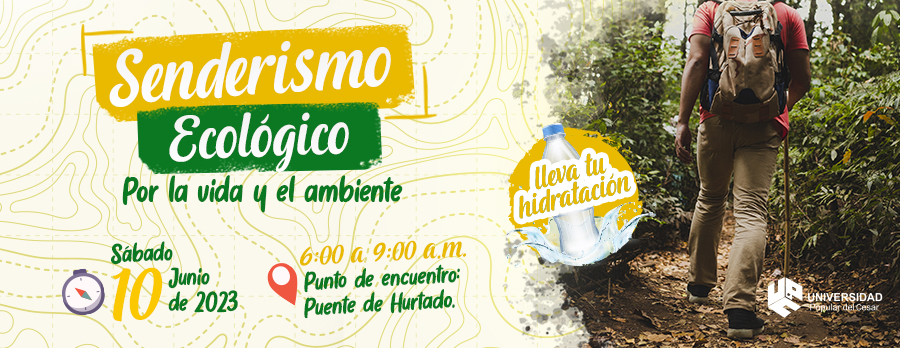 Senderismo
Ecológico
Por la vida y el ambiente
Sábado
10 Junio
de 2023
6:00 a 9:00 a.m.
Punto de encuentro:
Puente de Hurtado.
lleva tu
hidratación
UNIVERSIDAD
Popular del Cesar